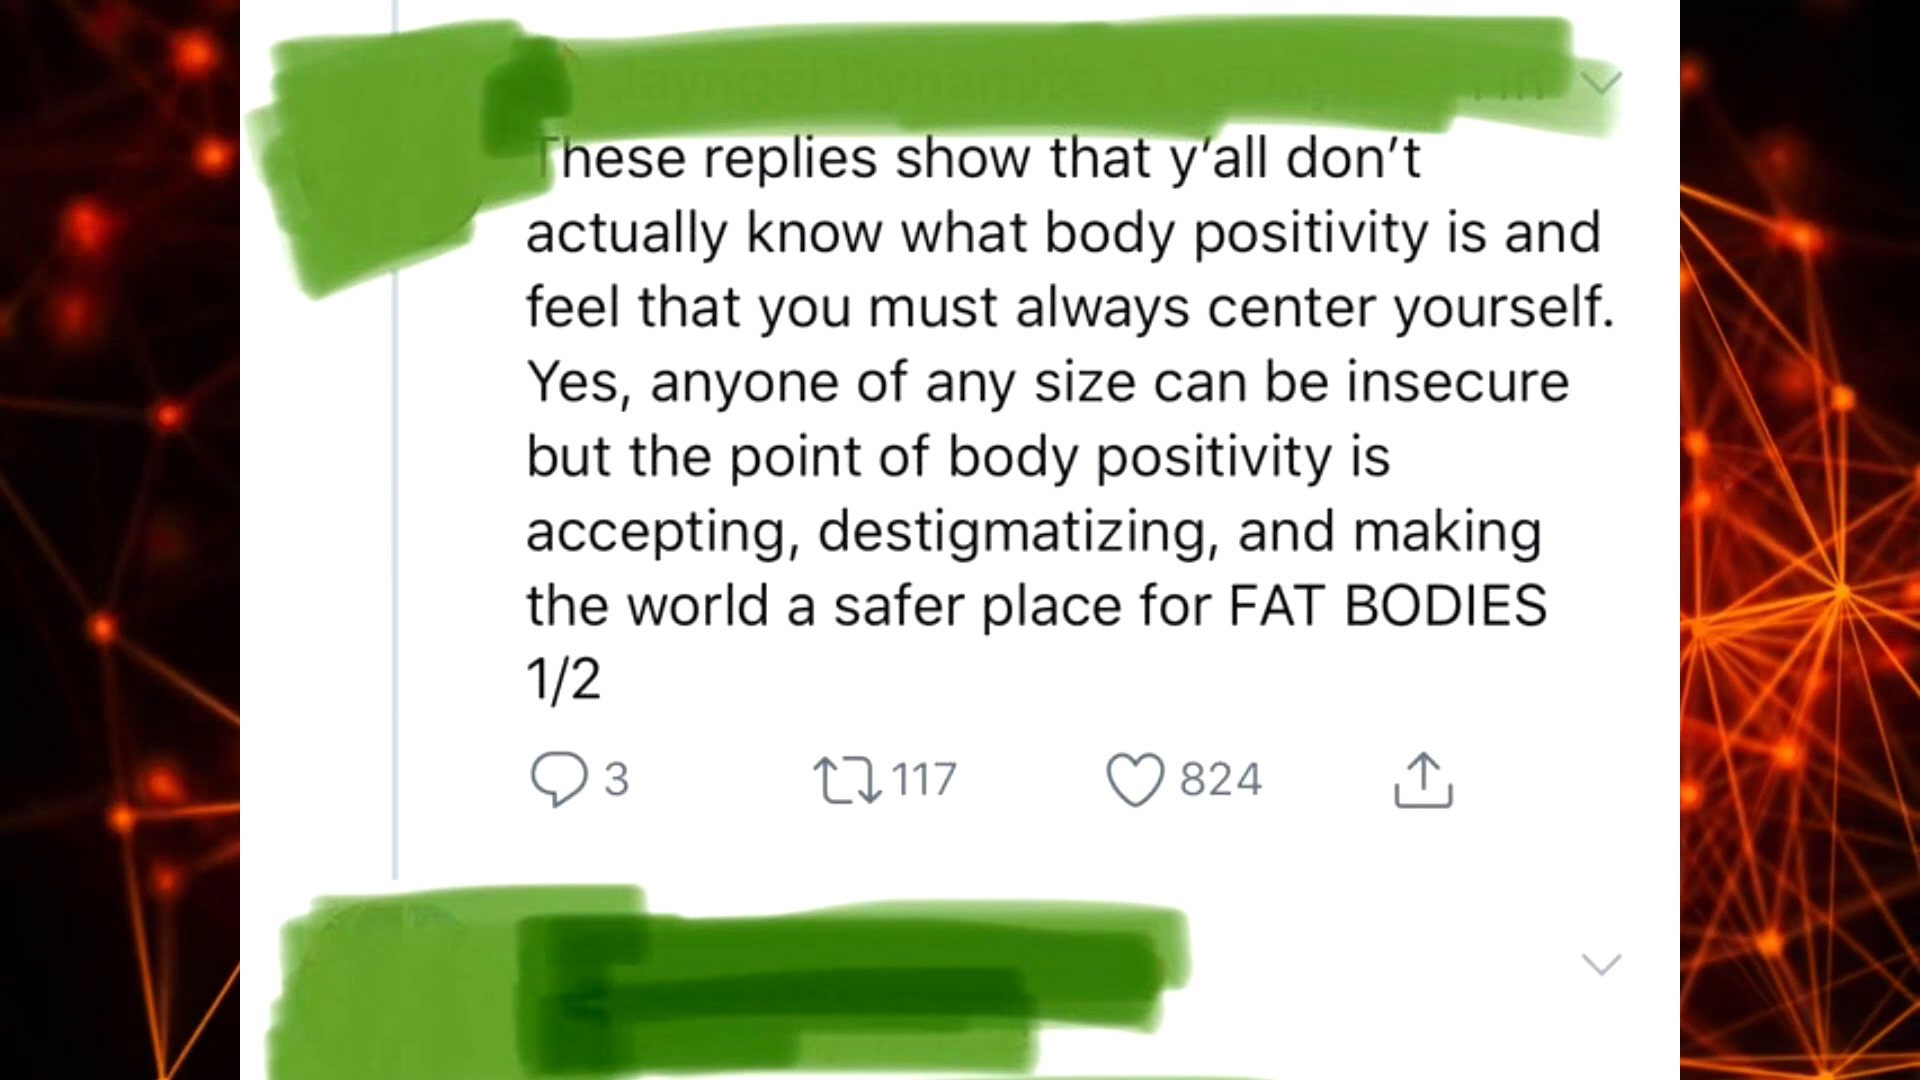 These replies show that y’all don’t
actually know what body positivity is and
feel that you must always center yourself.
Yes, anyone of any size can be insecure
but the point of body positivity is
accepting, destigmatizing, and making
the world a safer place for FAT BODIES
1/2
3 117 824